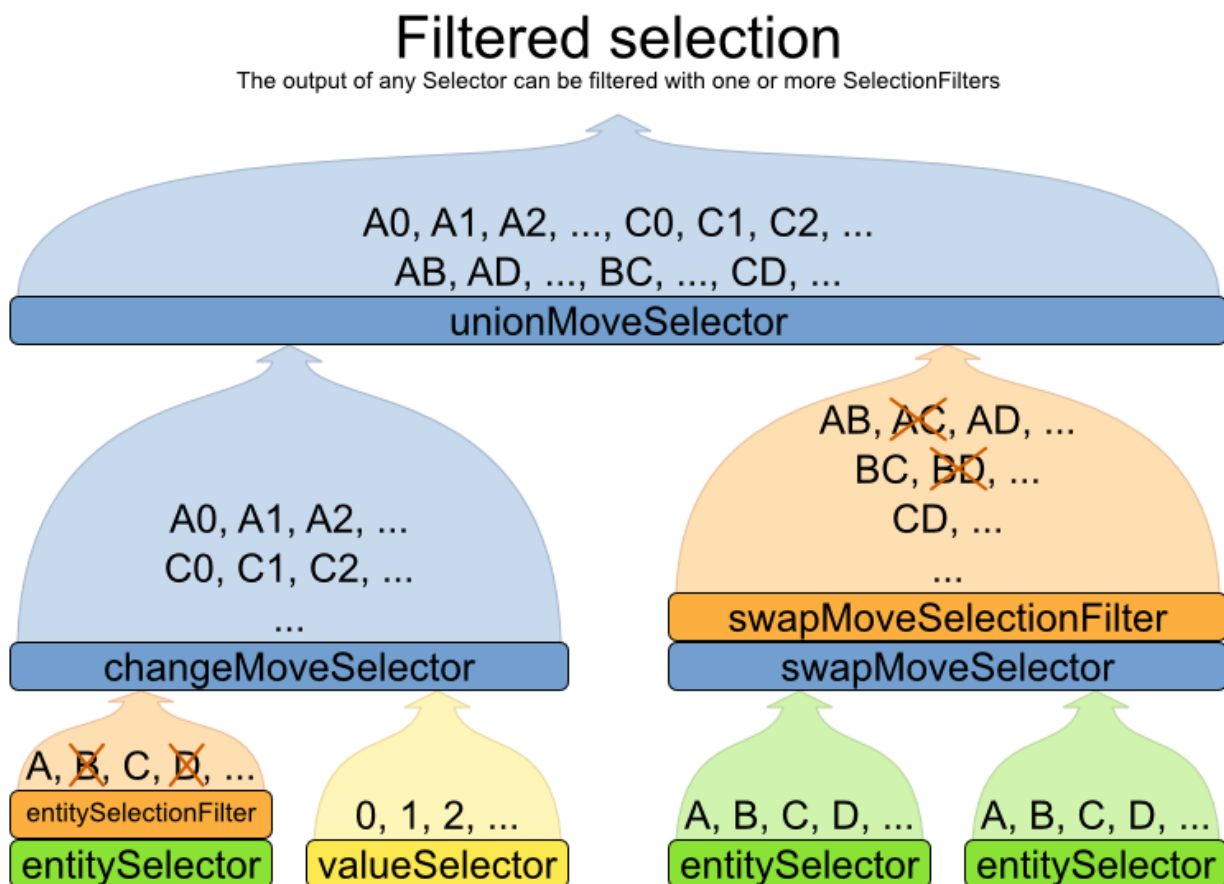 Filtered selection
The output of any Selector can be filtered with one or more SelectionFilters
A0, A1, A2, ..., C0, C1, C2, ...
AB, AD, ..., BC, ..., CD, ...
unionMoveSelector
A0, A1, A2, ...
C0, C1, C2, ...
...
changeMoveSelector
AB, AC, AD, ...
BC, BD, ...
CD, ...
...
swapMoveSelectionFilter
swapMoveSelector
A, B, C, D, ...
entitySelectionFilter
entitySelector
0, 1, 2, ...
valueSelector
A, B, C, D, ...
entitySelector
A, B, C, D, ...
entitySelector